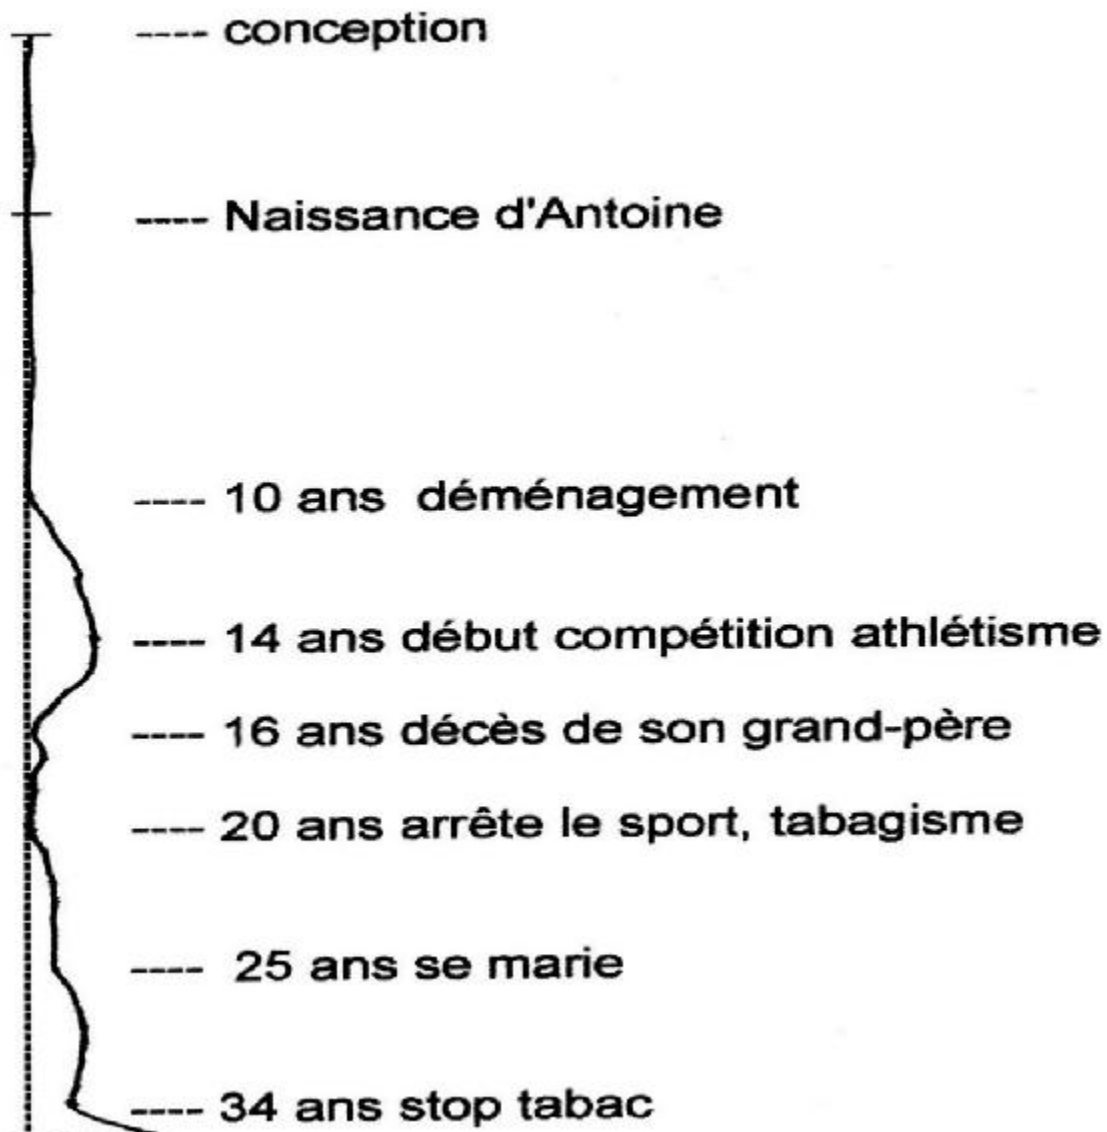 ---- conception
---- Naissance d'Antoine
---- 10 ans déménagement
---- 14 ans début compétition athlétisme
---- 16 ans décès de son grand-père
---- 20 ans arrête le sport, tabagisme
---- 25 ans se marie
---- 34 ans stop tabac